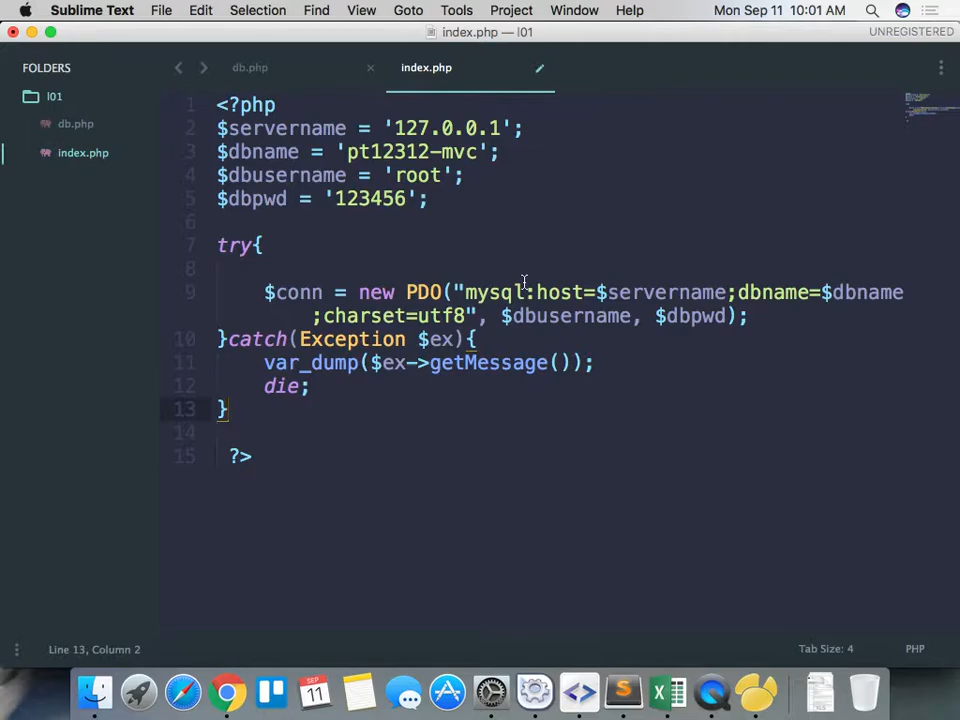 Sublime Text File Edit Selection Find View Goto Tools Project Window Help Mon Sep 11 10:01 AM
index.php — l01 UNREGISTERED
FOLDERS
l01
db.php
index.php
db.php × index.php
1 <?php
2 $servername = '127.0.0.1';
3 $dbname = 'pt12312-mvc';
4 $dbusername = 'root';
5 $dbpwd = '123456';
6
7 try{
8
9 $conn = new PDO("mysql:host=$servername;dbname=$dbname
;charset=utf8", $dbusername, $dbpwd);
10 }catch(Exception $ex){
11 var_dump($ex->getMessage());
12 die;
13 }
14
15 ?>
Line 13, Column 2 Tab Size: 4 PHP
SEP
11